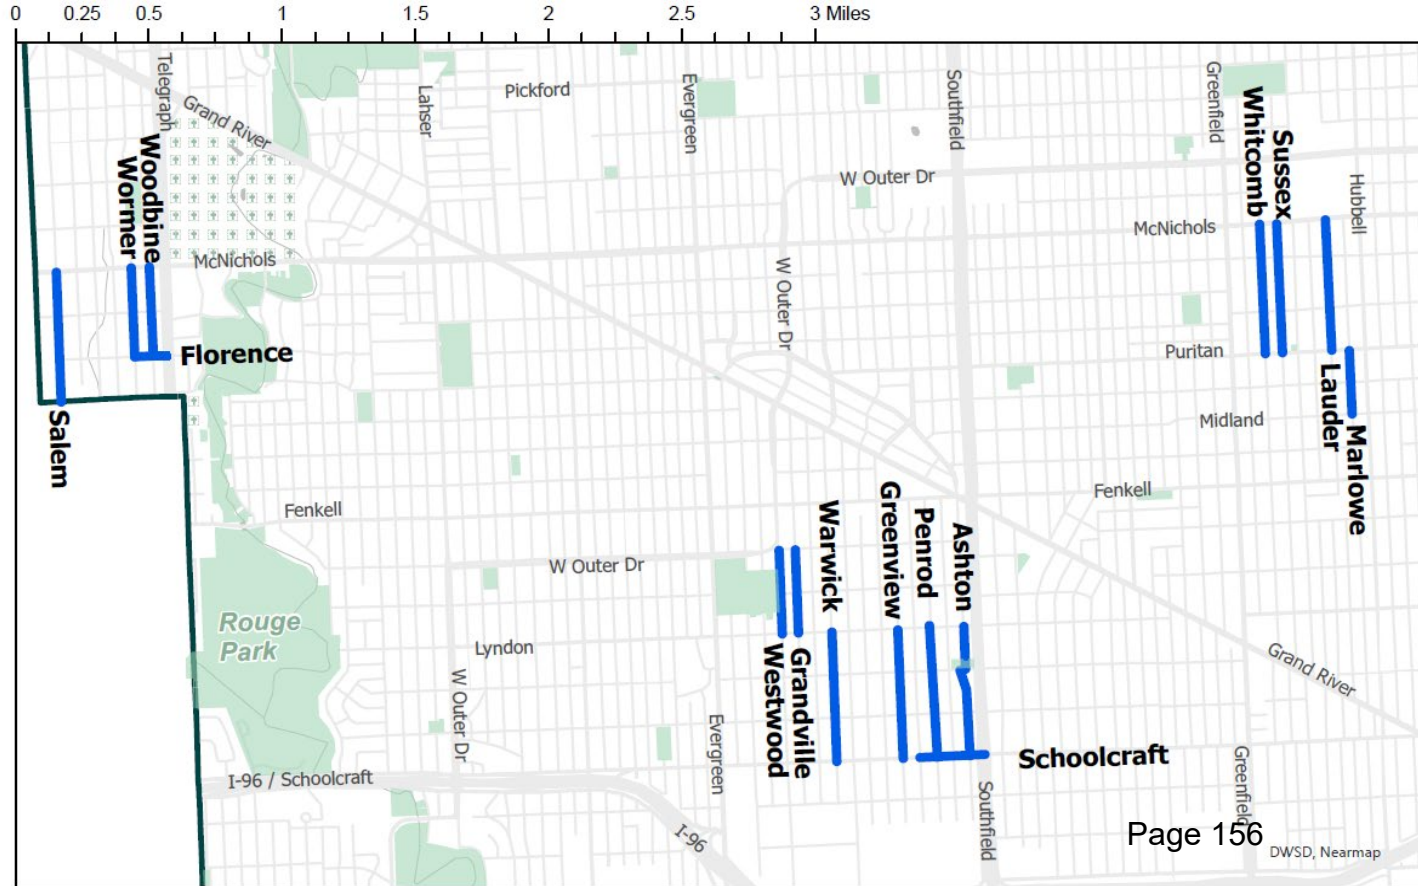 0 0.25 0.5 1 1.5 2 2.5 3 Miles
Telegraph
Grand River
Lahser
Pickford
Evergreen
Southfield
Greenfield
Whitcomb
Sussex
Hubbell
Woodbine
Wormer
W Outer Dr
McNichols
McNichols
W Outer Dr
Florence
Puritan
Salem
Midland
Lauder
Marlowe
Fenkell
Fenkell
Warwick
Greenview
Penrod
Ashton
W Outer Dr
Rouge
Park
Lyndon
Westwood
Grandville
Grand River
W Outer Dr
Evergreen
Schoolcraft
I-96 / Schoolcraft
Southfield
Greenfield
I-96
Page 156
DWSD, Nearmap